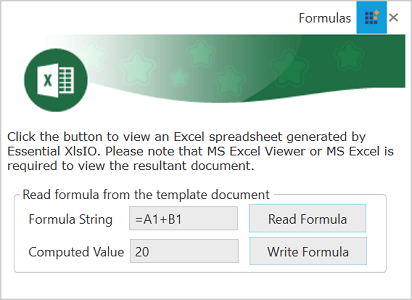 Formulas
Click the button to view an Excel spreadsheet generated by
Essential XlsIO. Please note that MS Excel Viewer or MS Excel is
required to view the resultant document.
Read formula from the template document
Formula String =A1+B1 Read Formula
Computed Value 20 Write Formula